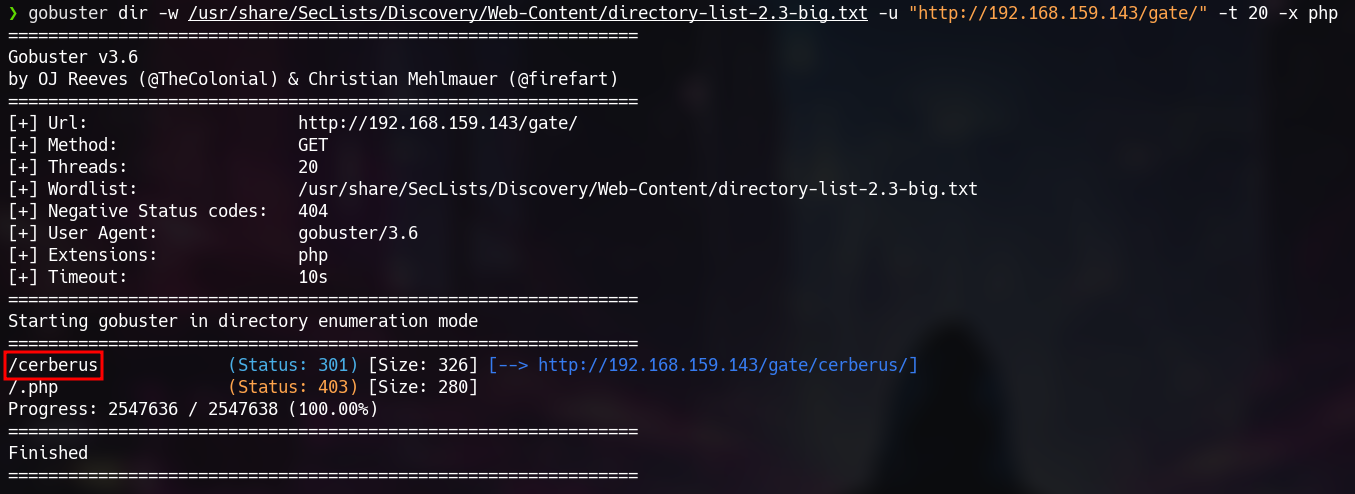 ❯ gobuster dir -w /usr/share/SecLists/Discovery/Web-Content/directory-list-2.3-big.txt -u "http://192.168.159.143/gate/" -t 20 -x php
===============================================================
Gobuster v3.6
by OJ Reeves (@TheColonial) & Christian Mehlmauer (@firefart)
===============================================================
[+] Url:                     http://192.168.159.143/gate/
[+] Method:                  GET
[+] Threads:                 20
[+] Wordlist:                /usr/share/SecLists/Discovery/Web-Content/directory-list-2.3-big.txt
[+] Negative Status codes:   404
[+] User Agent:              gobuster/3.6
[+] Extensions:              php
[+] Timeout:                 10s
===============================================================
Starting gobuster in directory enumeration mode
===============================================================
/cerberus             (Status: 301) [Size: 326] [--> http://192.168.159.143/gate/cerberus/]
/.php                 (Status: 403) [Size: 280]
Progress: 2547636 / 2547638 (100.00%)
===============================================================
Finished
===============================================================